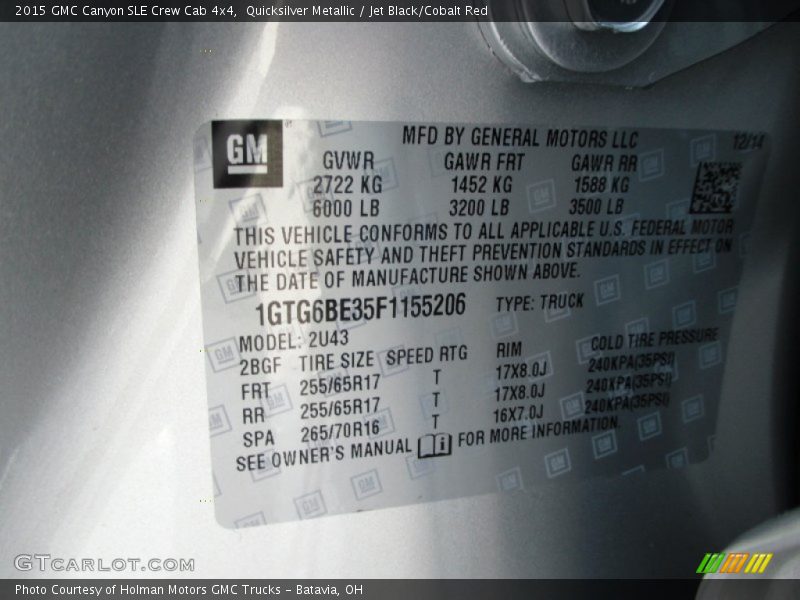 2015 GMC Canyon SLE Crew Cab 4x4, Quicksilver Metallic / Jet Black/Cobalt Red
GM
MFD BY GENERAL MOTORS LLC 12/14
GVWR GAWR FRT GAWR RR
2722 KG 1452 KG 1588 KG
6000 LB 3200 LB 3500 LB
THIS VEHICLE CONFORMS TO ALL APPLICABLE U.S. FEDERAL MOTOR
VEHICLE SAFETY AND THEFT PREVENTION STANDARDS IN EFFECT ON
THE DATE OF MANUFACTURE SHOWN ABOVE.
1GTG6BE35F1155206 TYPE: TRUCK
MODEL: 2U43
2BGF TIRE SIZE SPEED RTG RIM COLD TIRE PRESSURE
FRT 255/65R17 T 17X8.0J 240KPA(35PSI)
RR 255/65R17 T 17X8.0J 240KPA(35PSI)
SPA 265/70R16 T 16X7.0J 240KPA(35PSI)
SEE OWNER'S MANUAL i FOR MORE INFORMATION.
GTCARLOT.COM
Photo Courtesy of Holman Motors GMC Trucks - Batavia, OH